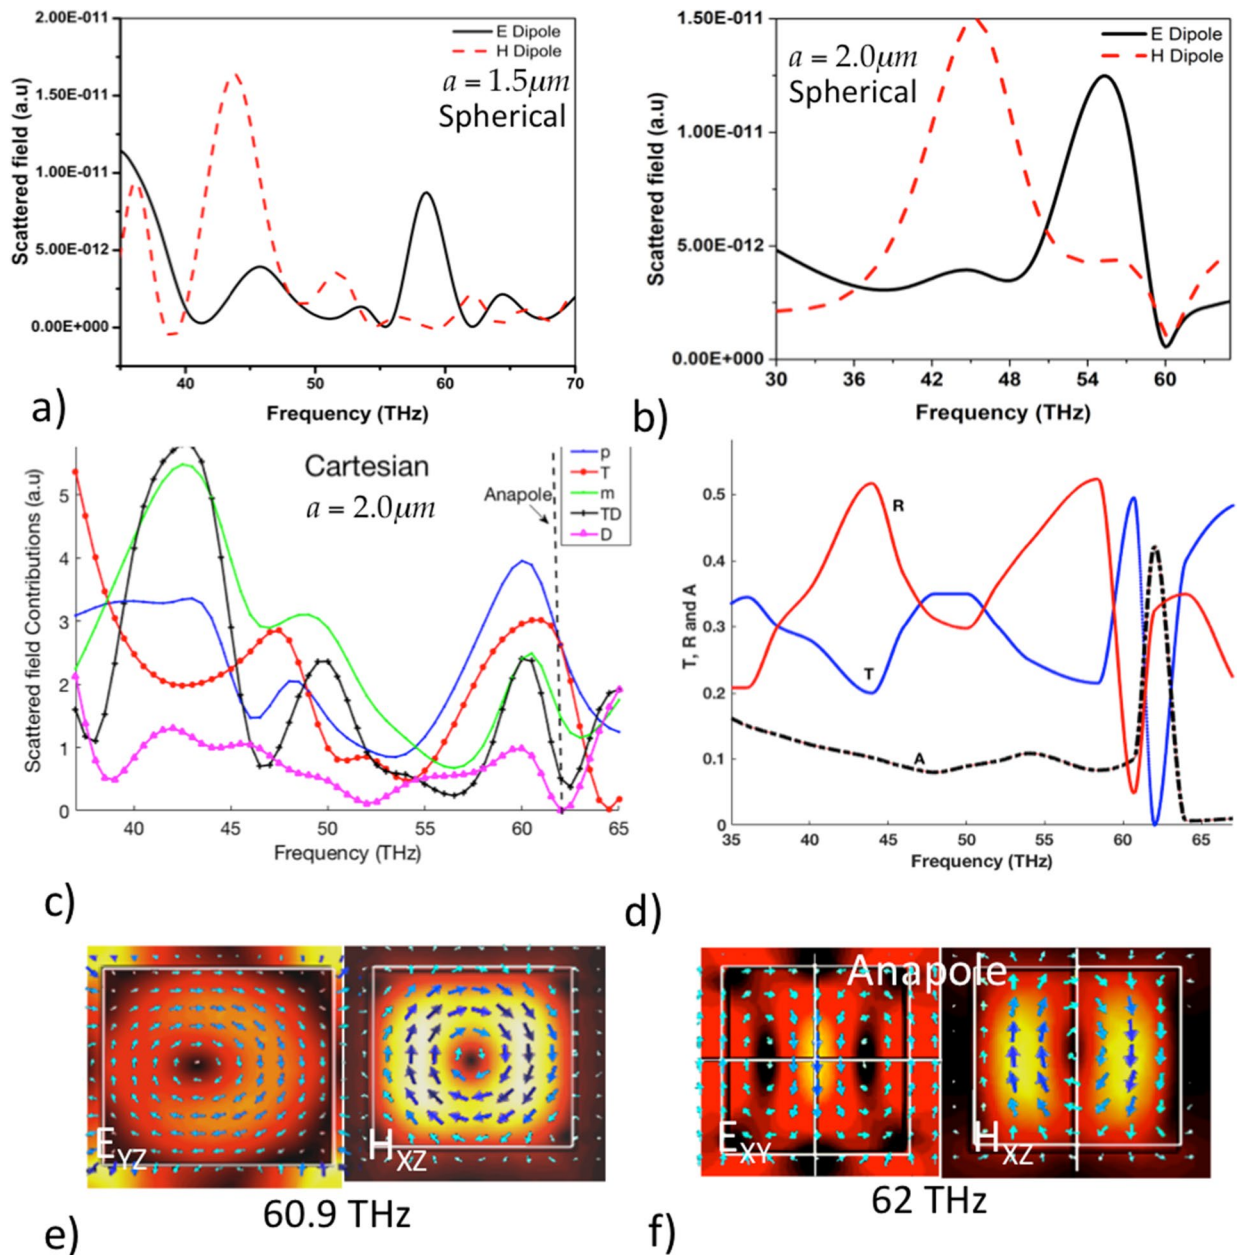 2.00E-011
1.50E-011
1.00E-011
5.00E-012
0.00E+000
Scattered field (a.u)
E Dipole
H Dipole
a = 1.5μm
Spherical
40 50 60 70
Frequency (THz)
a)
1.50E-011
1.00E-011
5.00E-012
0.00E+000
Scattered field (a.u)
E Dipole
H Dipole
a = 2.0μm
Spherical
30 36 42 48 54 60
Frequency (THz)
b)
Scattered field Contributions (a.u)
5
4
3
2
1
0
Cartesian
a = 2.0μm
Anapole
p
T
m
TD
D
40 45 50 55 60 65
Frequency (THz)
c)
T, R and A
0.5
0.4
0.3
0.2
0.1
0
R
T
A
35 40 45 50 55 60 65
Frequency (THz)
d)
EYZ
HXZ
60.9 THz
e)
Anapole
EXY
HXZ
62 THz
f)